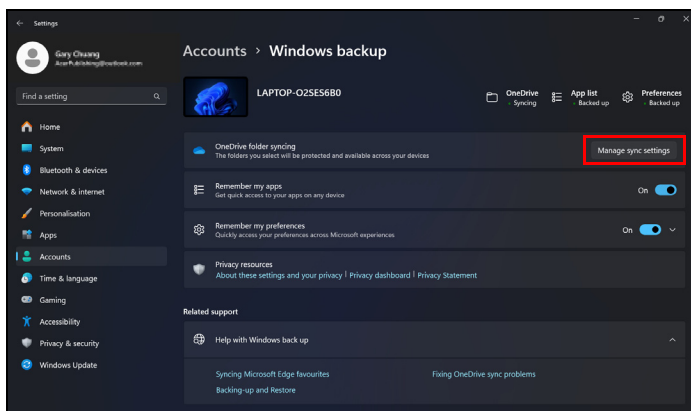 Settings
Gary Chuang
Accounts > Windows backup
LAPTOP-O2SES6B0
OneDrive
Syncing
App list
Backed up
Preferences
Backed up
Find a setting
Home
System
Bluetooth & devices
Network & internet
Personalisation
Apps
Accounts
Time & language
Gaming
Accessibility
Privacy & security
Windows Update
OneDrive folder syncing
The folders you select will be protected and available across your devices
Manage sync settings
Remember my apps
Get quick access to your apps on any device
On
Remember my preferences
Quickly access your preferences across Microsoft experiences
On
Privacy resources
About these settings and your privacy | Privacy dashboard | Privacy Statement
Related support
Help with Windows back up
Syncing Microsoft Edge favourites
Fixing OneDrive sync problems
Backing-up and Restore